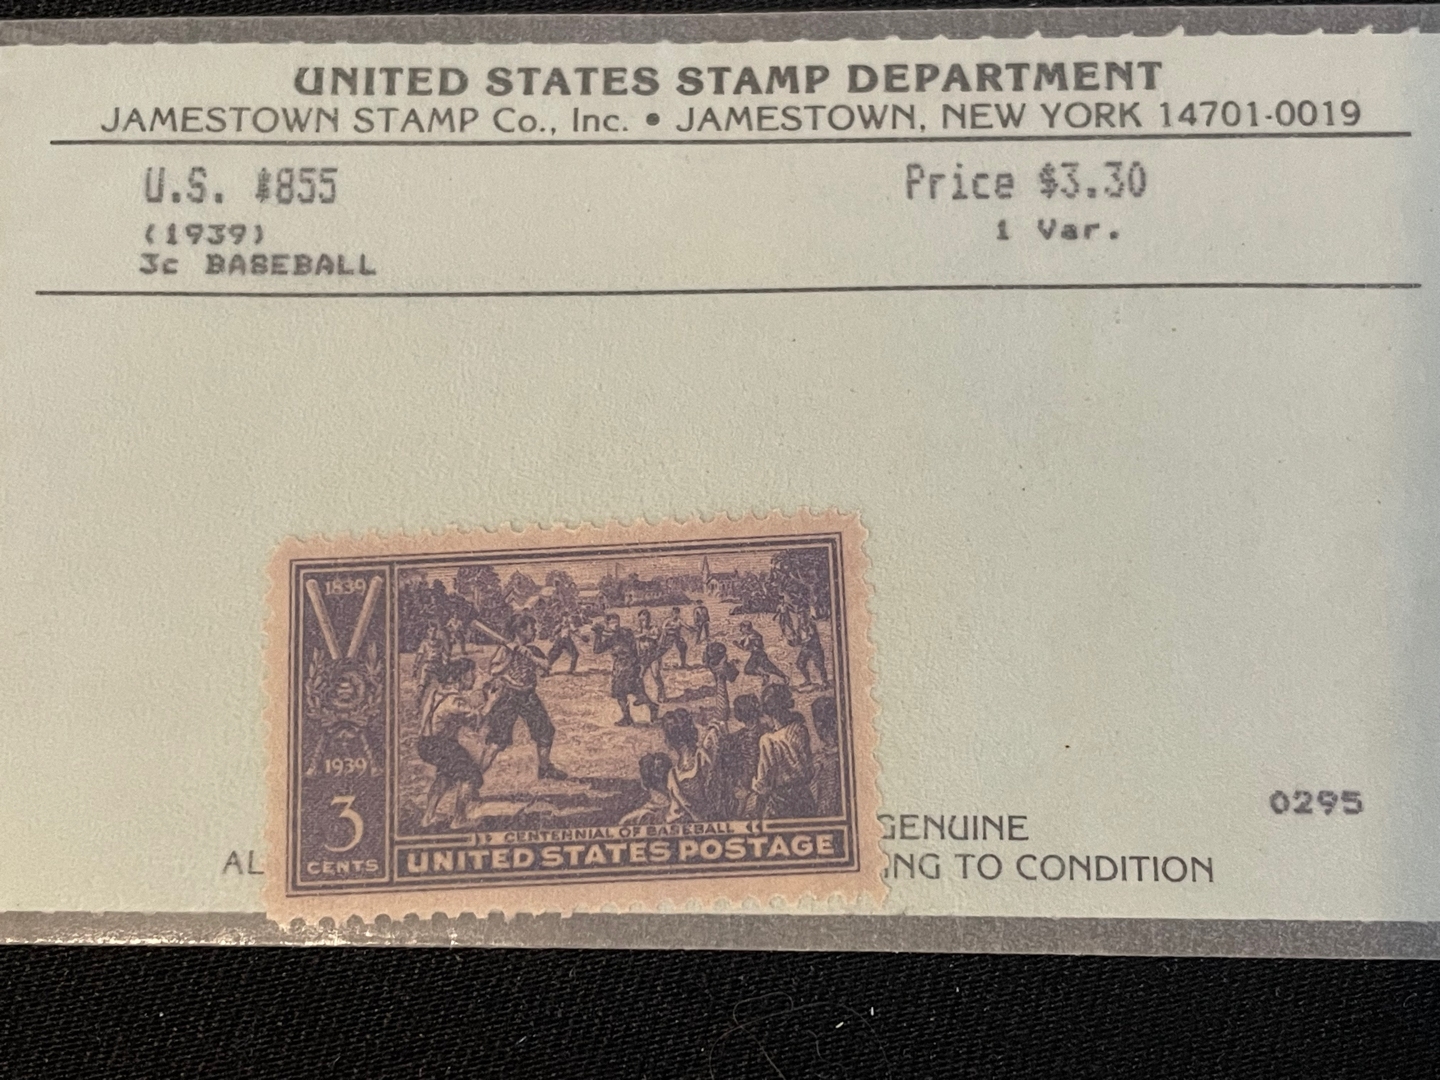 UNITED STATES STAMP DEPARTMENT
JAMESTOWN STAMP Co., Inc. • JAMESTOWN, NEW YORK 14701-0019
U.S. #855 Price $3.30
(1939) 1 Var.
3c BASEBALL
1839
1939
3
CENTS
CENTENNIAL OF BASEBALL
UNITED STATES POSTAGE
0295
GENUINE
AL ING TO CONDITION